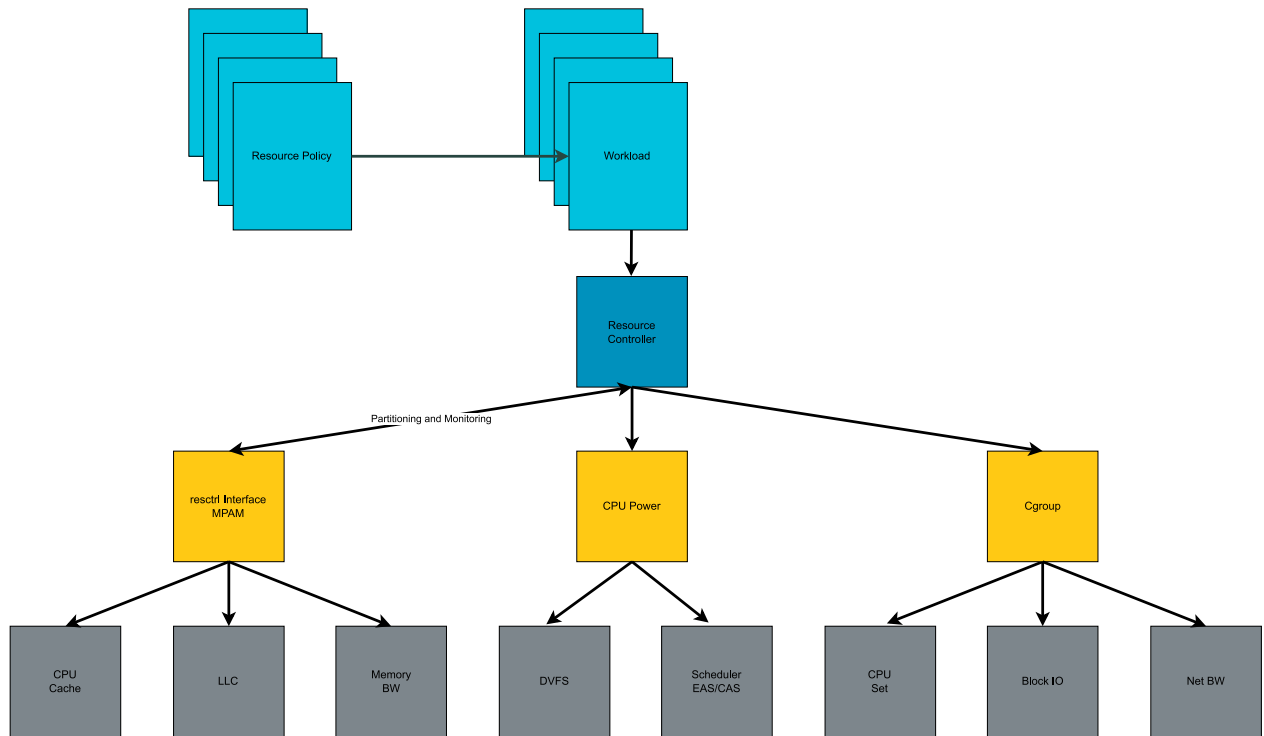 Resource Policy
Workload
Resource
Controller
Partitioning and Monitoring
resctrl Interface
MPAM
CPU Power
Cgroup
CPU
Cache
LLC
Memory
BW
DVFS
Scheduler
EAS/CAS
CPU
Set
Block IO
Net BW